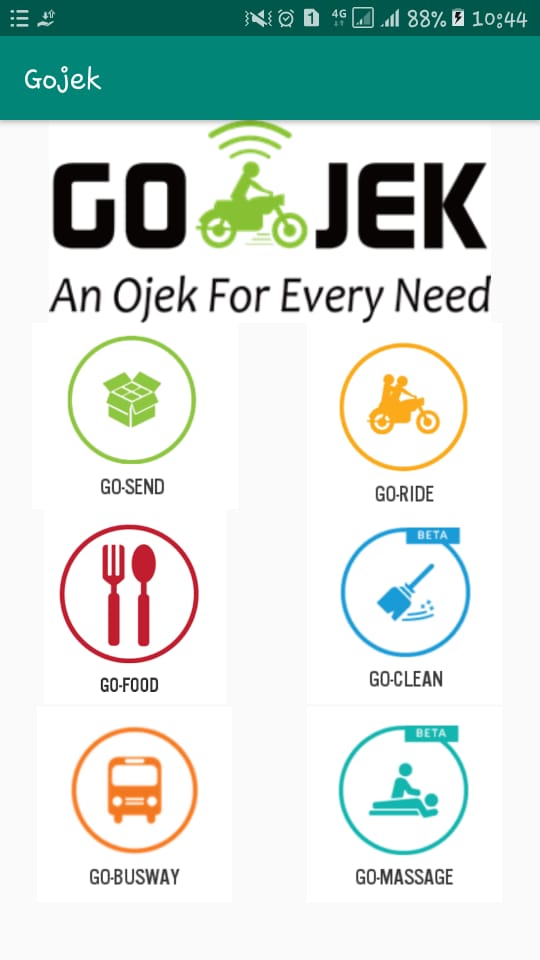 1 4G 88% 10:44
Gojek
GO JEK
An Ojek For Every Need
GO-SEND
GO-RIDE
BETA
GO-FOOD
GO-CLEAN
BETA
GO-BUSWAY
GO-MASSAGE